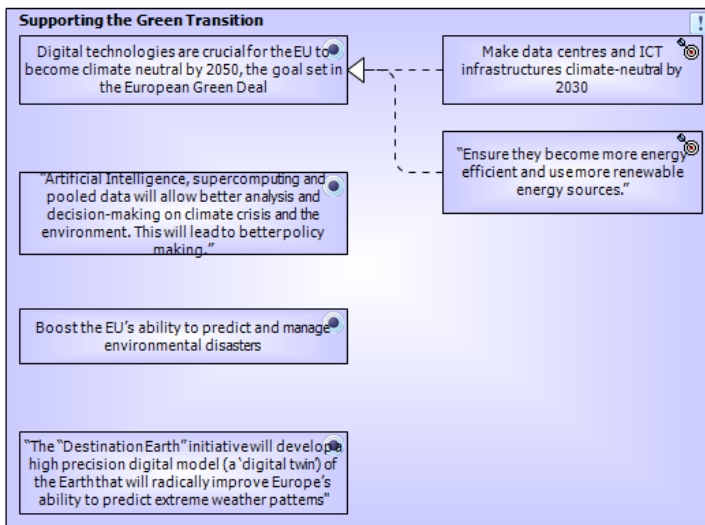 Supporting the Green Transition
!
Digital technologies are crucial for the EU to
become climate neutral by 2050, the goal set in
the European Green Deal
Make data centres and ICT
infrastructures climate-neutral by
2030
“Ensure they become more energy
efficient and use more renewable
energy sources.”
“Artificial Intelligence, supercomputing and
pooled data will allow better analysis and
decision-making on climate crisis and the
environment. This will lead to better policy
making.”
Boost the EU’s ability to predict and manage
environmental disasters
“The “Destination Earth” initiative will develop a
high precision digital model (a ‘digital twin’) of
the Earth that will radically improve Europe’s
ability to predict extreme weather patterns"